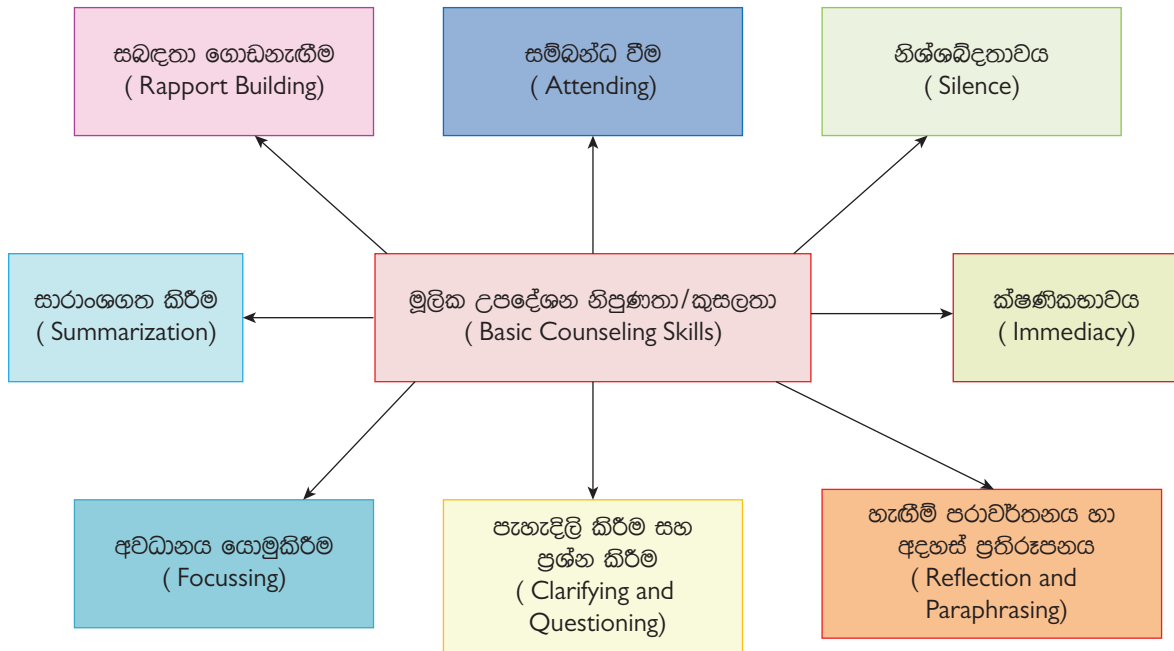 සබඳතා ගොඩනැඟීම
( Rapport Building)
සම්බන්ධ වීම
( Attending)
නිශ්ශබ්දතාවය
( Silence)
සාරාංශගත කිරීම
( Summarization)
මූලික උපදේශන නිපුණතා/කුසලතා
( Basic Counseling Skills)
ක්ෂණිකභාවය
( Immediacy)
අවධානය යොමුකිරීම
( Focussing)
පැහැදිලි කිරීම සහ
ප්‍රශ්න කිරීම
( Clarifying and
Questioning)
හැඟීම් පරාවර්තනය හා
අදහස් ප්‍රතිරූපනය
( Reflection and
Paraphrasing)